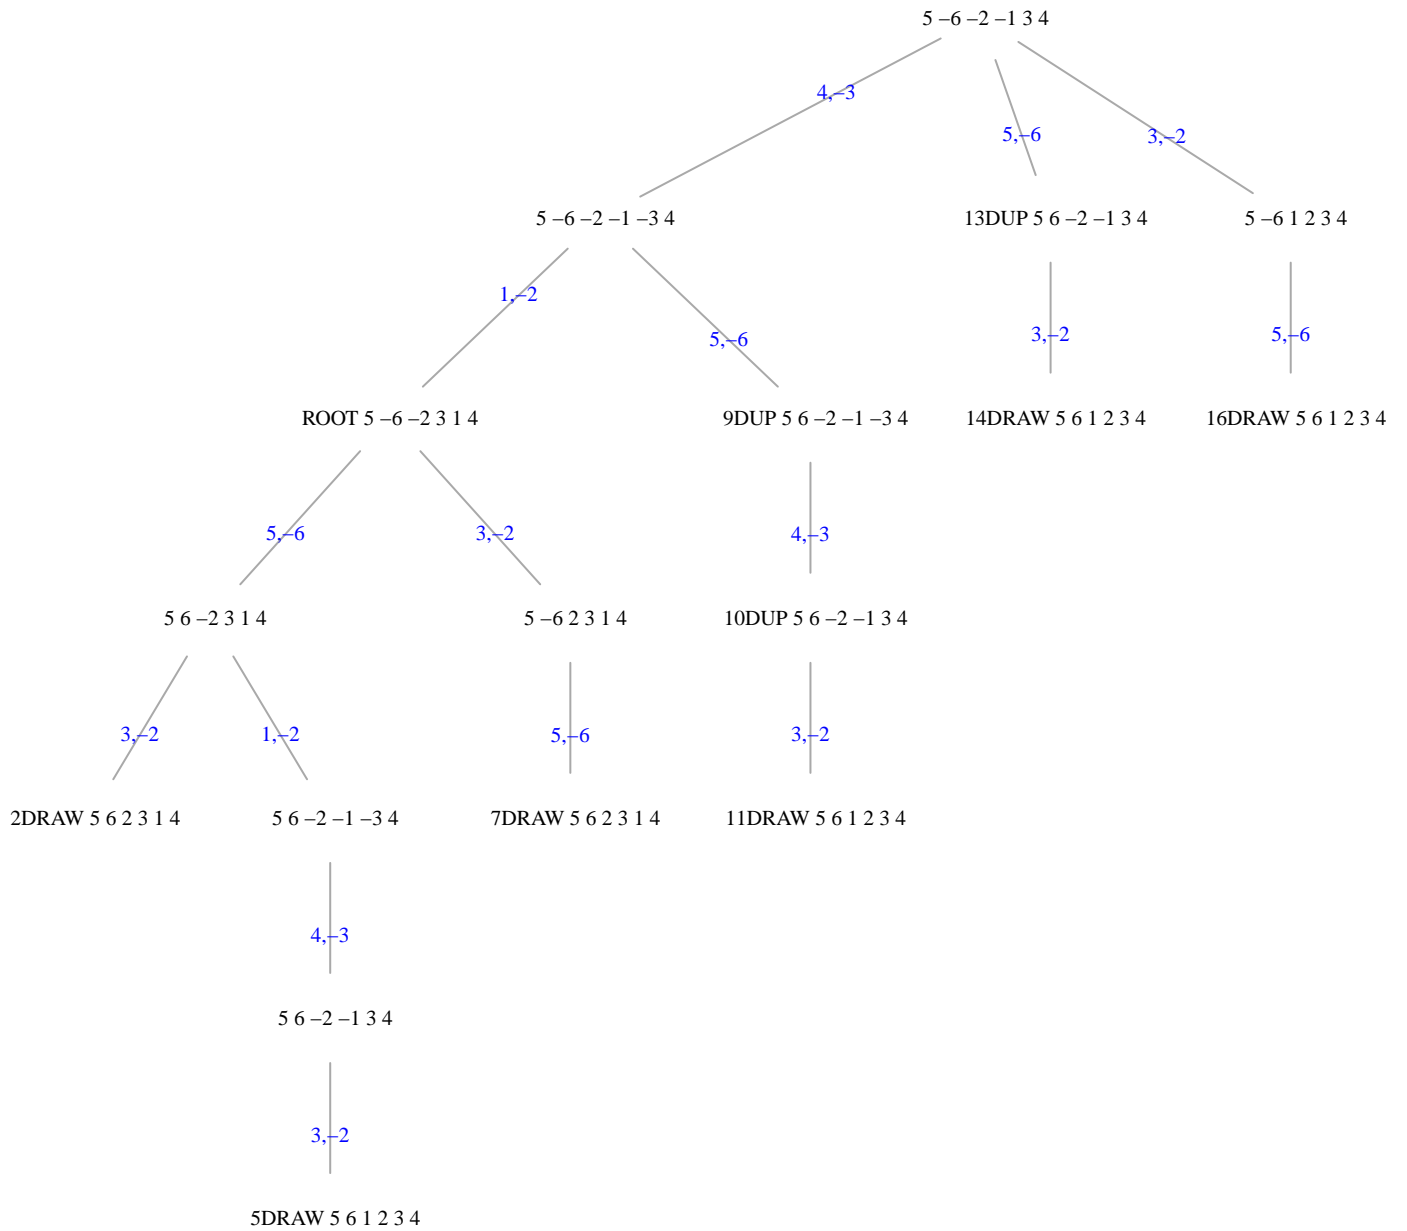 5 –6 –2 –1 3 4
4,–3
5,–6
3,–2
5 –6 –2 –1 –3 4
13DUP 5 6 –2 –1 3 4
5 –6 1 2 3 4
1,–2
5,–6
3,–2
5,–6
ROOT 5 –6 –2 3 1 4
9DUP 5 6 –2 –1 –3 4
14DRAW 5 6 1 2 3 4
16DRAW 5 6 1 2 3 4
5,–6
3,–2
4,–3
5 6 –2 3 1 4
5 –6 2 3 1 4
10DUP 5 6 –2 –1 3 4
3,–2
1,–2
5,–6
3,–2
2DRAW 5 6 2 3 1 4
5 6 –2 –1 –3 4
7DRAW 5 6 2 3 1 4
11DRAW 5 6 1 2 3 4
4,–3
5 6 –2 –1 3 4
3,–2
5DRAW 5 6 1 2 3 4